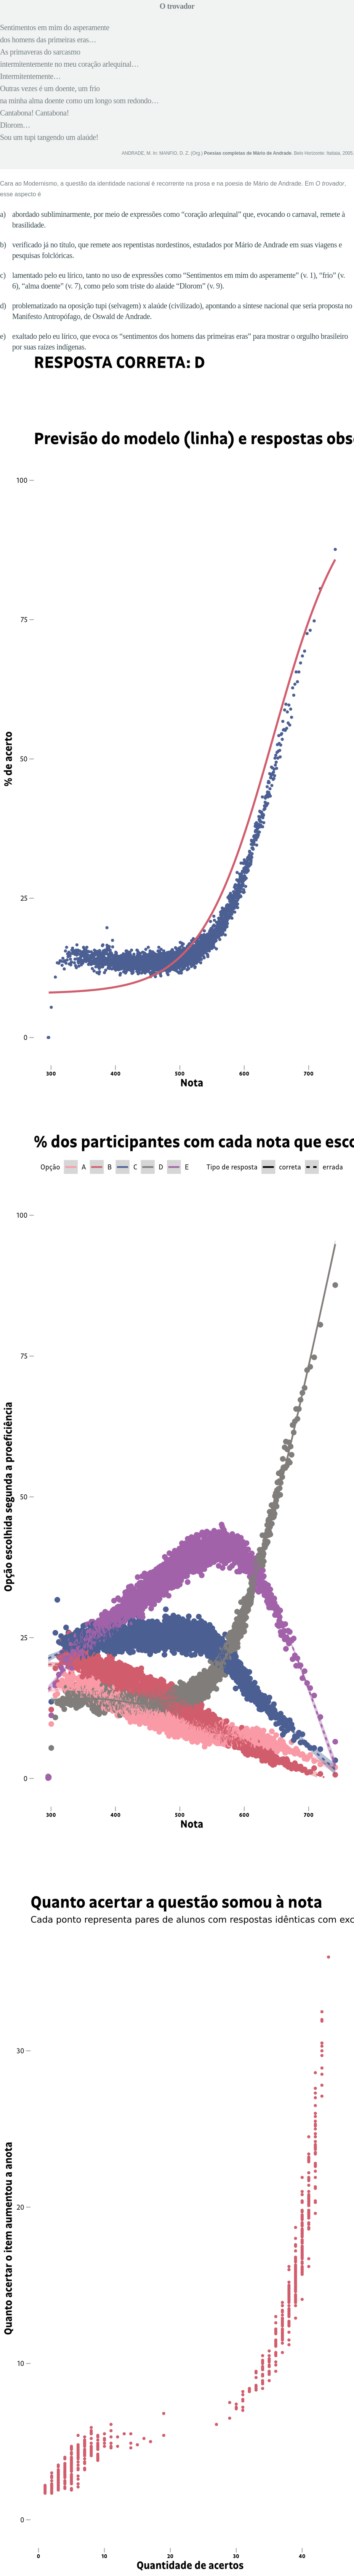 O trovador
Sentimentos em mim do asperamente
dos homens das primeiras eras…
As primaveras do sarcasmo
intermitentemente no meu coração arlequinal…
Intermitentemente…
Outras vezes é um doente, um frio
na minha alma doente como um longo som redondo…
Cantabona! Cantabona!
Dlorom…
Sou um tupi tangendo um alaúde!
ANDRADE, M. In: MANFIO, D. Z. (Org.) Poesias completas de Mário de Andrade. Belo Horizonte: Itatiaia, 2005.
Cara ao Modernismo, a questão da identidade nacional é recorrente na prosa e na poesia de Mário de Andrade. Em O trovador,
esse aspecto é
a) abordado subliminarmente, por meio de expressões como “coração arlequinal” que, evocando o carnaval, remete à
brasilidade.
b) verificado já no título, que remete aos repentistas nordestinos, estudados por Mário de Andrade em suas viagens e
pesquisas folclóricas.
c) lamentado pelo eu lírico, tanto no uso de expressões como “Sentimentos em mim do asperamente” (v. 1), “frio” (v.
6), “alma doente” (v. 7), como pelo som triste do alaúde “Dlorom” (v. 9).
d) problematizado na oposição tupi (selvagem) x alaúde (civilizado), apontando a síntese nacional que seria proposta no
Manifesto Antropófago, de Oswald de Andrade.
e) exaltado pelo eu lírico, que evoca os “sentimentos dos homens das primeiras eras” para mostrar o orgulho brasileiro
por suas raízes indígenas.
RESPOSTA CORRETA: D
Previsão do modelo (linha) e respostas obs
100
75
50
25
0
% de acerto
300 400 500 600 700
Nota
% dos participantes com cada nota que esco
Opção A B C D E Tipo de resposta correta errada
100
75
50
25
0
Opção escolhida segunda a proeficiência
300 400 500 600 700
Nota
Quanto acertar a questão somou à nota
Cada ponto representa pares de alunos com respostas idênticas com exc
30
20
10
0
Quanto acertar o item aumentou a anota
0 10 20 30 40
Quantidade de acertos